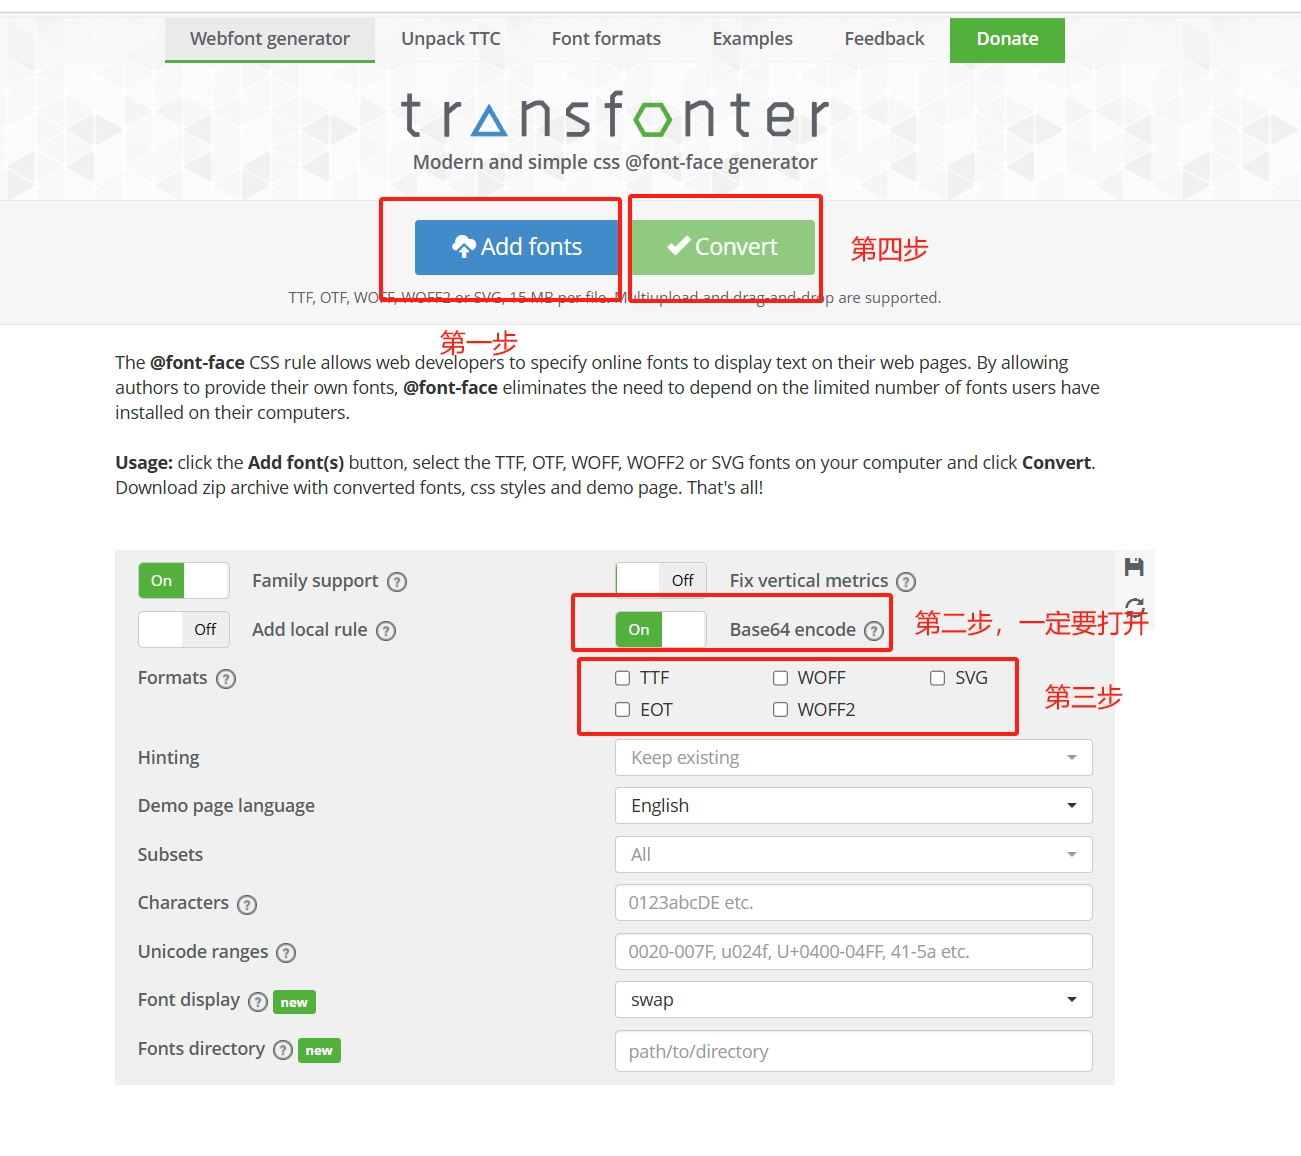 Webfont generator Unpack TTC Font formats Examples Feedback Donate
transfonter
Modern and simple css @font-face generator
Add fonts Convert 第四步
TTF, OTF, WOFF, WOFF2 or SVG, 15 MB per file. Multiupload and drag-and-drop are supported.
第一步
The @font-face CSS rule allows web developers to specify online fonts to display text on their web pages. By allowing
authors to provide their own fonts, @font-face eliminates the need to depend on the limited number of fonts users have
installed on their computers.
Usage: click the Add font(s) button, select the TTF, OTF, WOFF, WOFF2 or SVG fonts on your computer and click Convert.
Download zip archive with converted fonts, css styles and demo page. That's all!
On Family support ? Off Fix vertical metrics ?
Off Add local rule ? On Base64 encode ? 第二步，一定要打开
Formats ? TTF WOFF SVG 第三步
EOT WOFF2
Hinting Keep existing
Demo page language English
Subsets All
Characters ? 0123abcDE etc.
Unicode ranges ? 0020-007F, u024f, U+0400-04FF, 41-5a etc.
Font display ? new swap
Fonts directory ? new path/to/directory